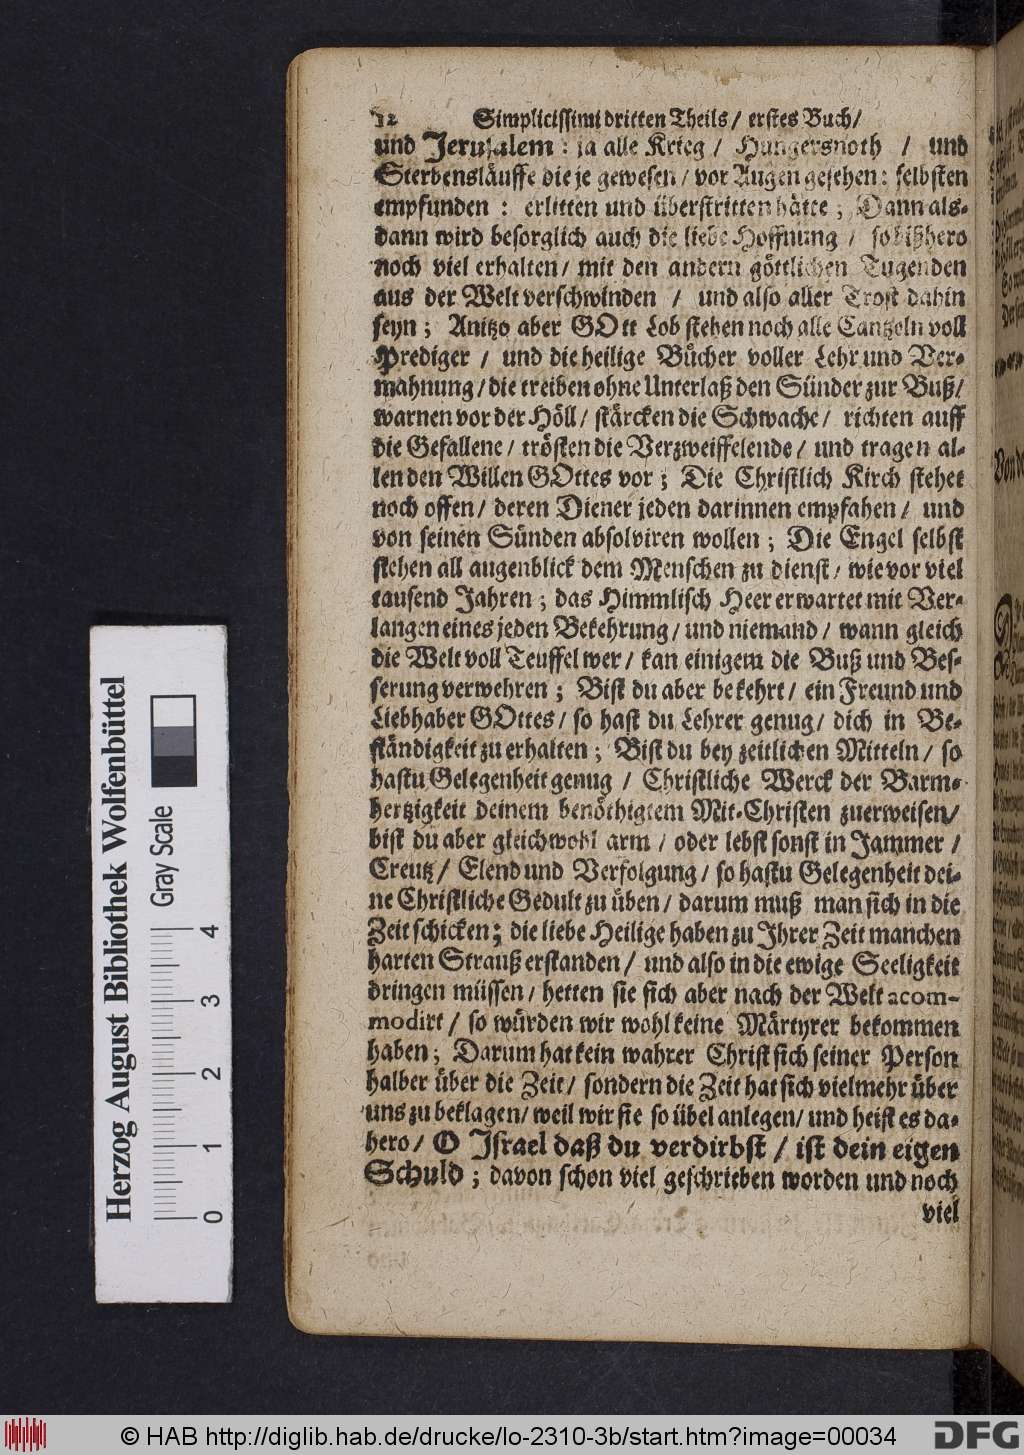 12 Simplicissimi dritten Theils / erstes Buch /
und Jerusalem : ja alle Krieg / Hungersnoth / und
Sterbensläuffe die je gewesen / vor Augen gesehen : selbsten
empfunden : erlitten und überstritten hätte ; Dann als-
dann wird besorglich auch die liebe Hoffnung / so bißhero
noch viel erhalten / mit den andern göttlichen Tugenden
aus der Welt verschwinden / und also aller Trost dahin
seyn ; Anitzo aber GOtt Lob stehen noch alle Cantzeln voll
Prediger / und die heilige Bücher voller Lehr und Ver-
mahnung / die treiben ohne Unterlaß den Sünder zur Buß /
warnen vor der Höll / stärcken die Schwache / richten auff
die Gefallene / trösten die Verzweiffelende / und tragen al-
len den Willen GOttes vor ; Die Christlich Kirch stehet
noch offen / deren Diener jeden darinnen empfahen / und
von seinen Sünden absolviren wollen ; Die Engel selbst
stehen all augenblick dem Menschen zu dienst / wie vor viel
tausend Jahren ; das Himmlisch Heer erwartet mit Ver-
langen eines jeden Bekehrung / und niemand / wann gleich
die Welt voll Teuffel wer / kan einigem die Buß und Bes-
serung verwehren ; Bist du aber bekehrt / ein Freund und
Liebhaber GOttes / so hast du Lehrer genug / dich in Be-
ständigkeit zu erhalten ; Bist du bey zeitlichen Mitteln / so
hastu Gelegenheit genug / Christliche Werck der Barm-
hertzigkeit deinem benöthigtem Mit-Christen zuerweisen /
bist du aber gleichwohl arm / oder lebst sonst in Jammer /
Creutz / Elend und Verfolgung / so hastu Gelegenheit dei-
ne Christliche Gedult zu üben / darum muß man sich in die
Zeit schicken ; die liebe Heilige haben zu Ihrer Zeit manchen
harten Strauß erstanden / und also in die ewige Seeligkeit
dringen müssen / hetten sie sich aber nach der Welt acom-
modirt / so würden wir wohl keine Märtyrer bekommen
haben ; Darum hat kein wahrer Christ sich seiner Person
halber über die Zeit / sondern die Zeit hat sich vielmehr über
uns zu beklagen / weil wir sie so übel anlegen / und heist es da-
hero / O Israel daß du verdirbst / ist dein eigen
Schuld ; davon schon viel geschrieben worden und noch
viel
Herzog August Bibliothek Wolfenbüttel
Gray Scale
0 1 2 3 4
© HAB http://diglib.hab.de/drucke/lo-2310-3b/start.htm?image=00034
DFG